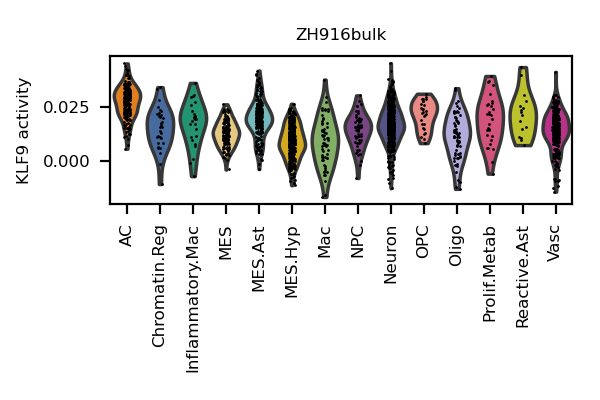 ZH916bulk
KLF9 activity
0.025
0.000
AC
Chromatin.Reg
Inflammatory.Mac
MES
MES.Ast
MES.Hyp
Mac
NPC
Neuron
OPC
Oligo
Prolif.Metab
Reactive.Ast
Vasc